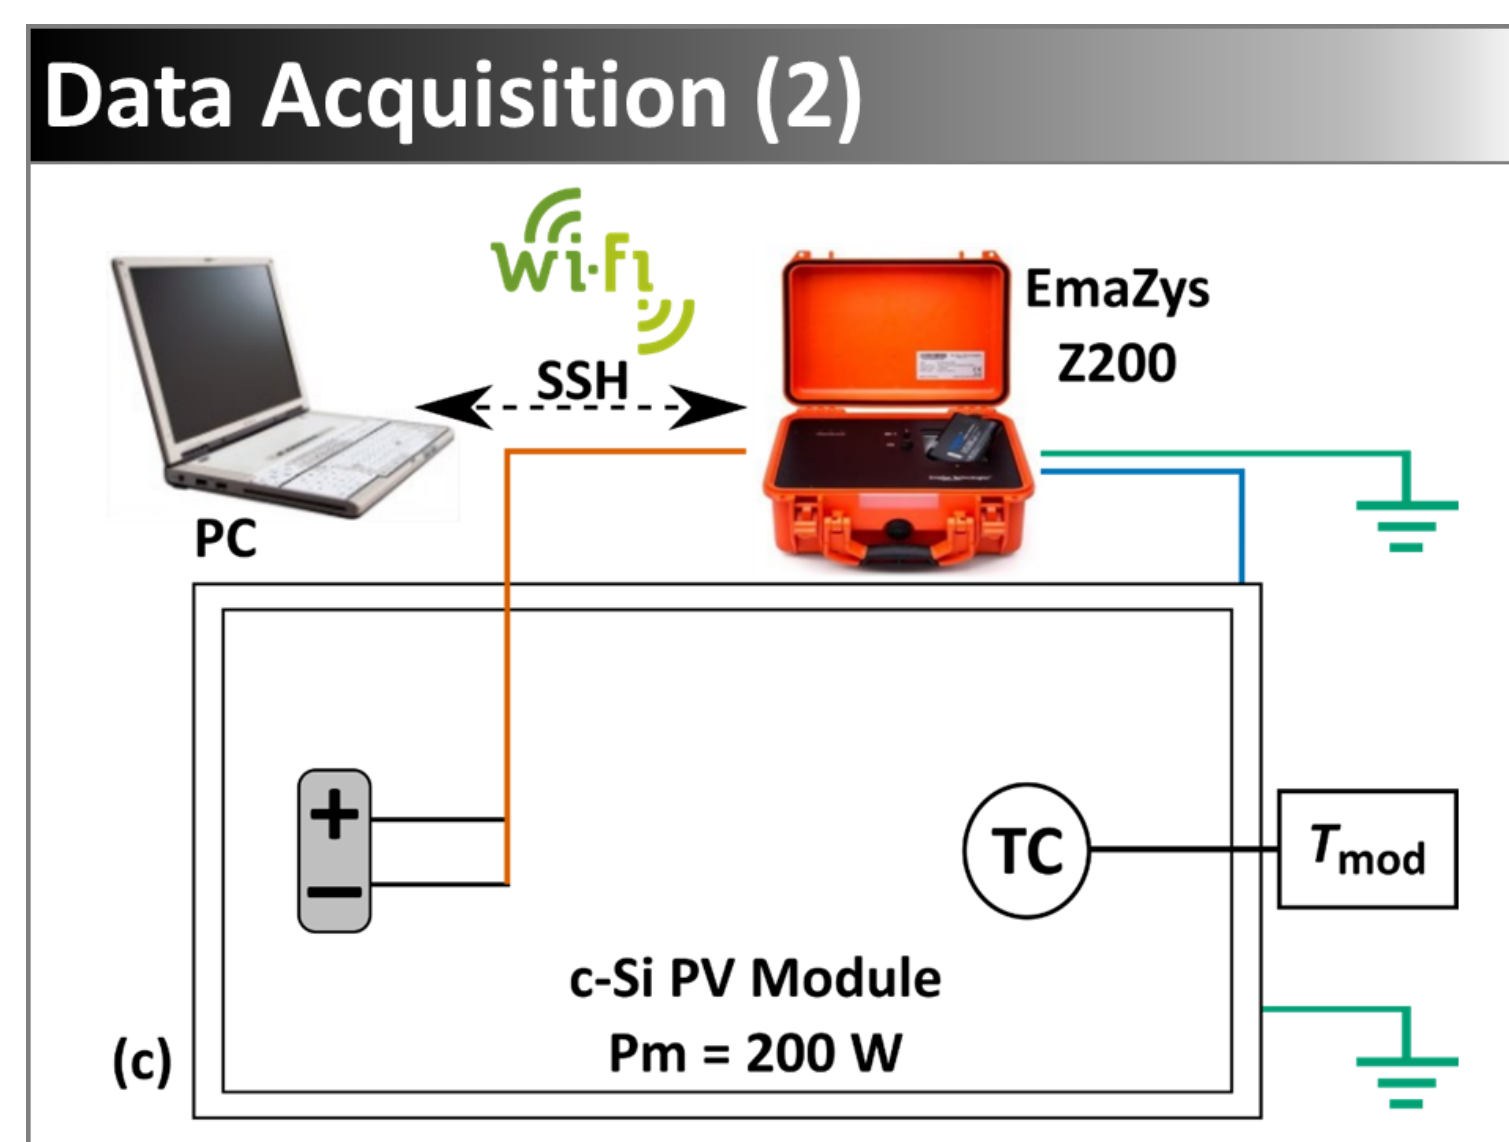 Data Acquisition (2)
Wi-Fi
SSH
EmaZys
Z200
PC
+
−
TC
Tmod
c-Si PV Module
Pm = 200 W
(c)